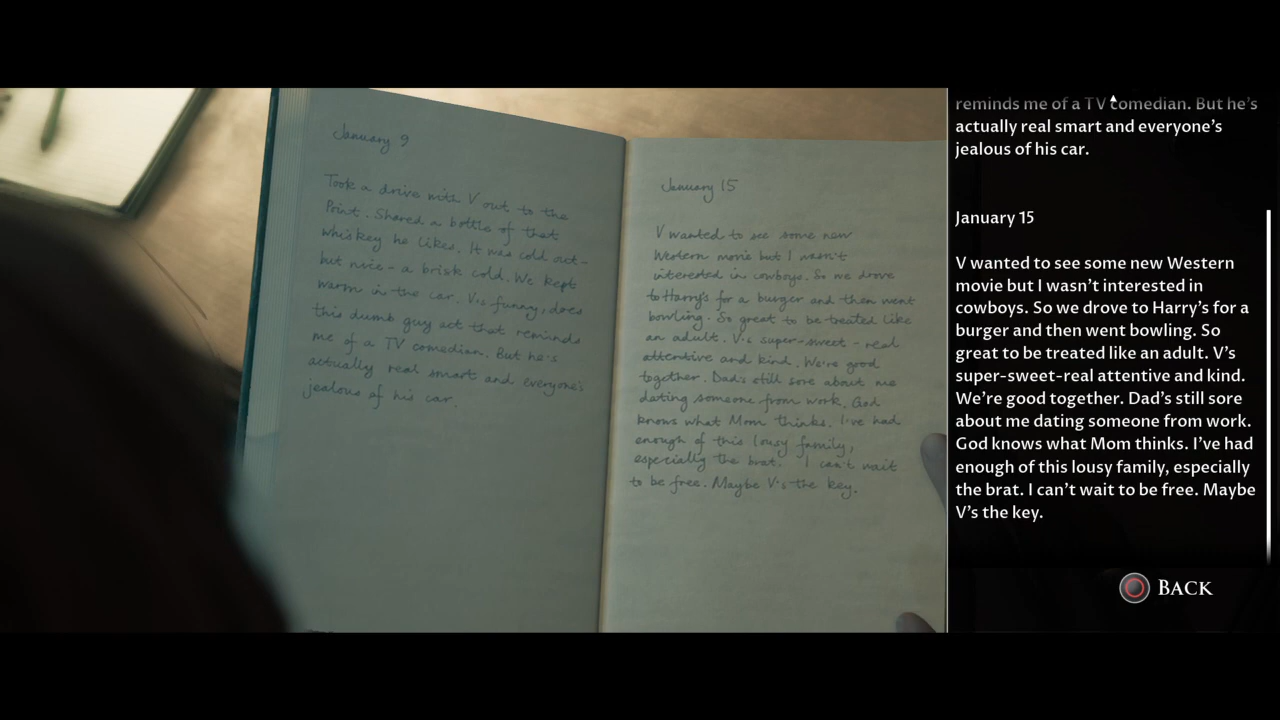 January 9
Took a drive with V out to the
Point. Shared a bottle of that
whiskey he likes. It was cold out -
but nice - a brisk cold. We kept
warm in the car. V's funny, does
this dumb guy act that reminds
me of a TV comedian. But he's
actually real smart and everyone's
jealous of his car.
January 15
V wanted to see some new
Western movie but I wasn't
interested in cowboys. So we drove
to Harry's for a burger and then went
bowling. So great to be treated like
an adult. V's super-sweet - real
attentive and kind. We're good
together. Dad's still sore about me
dating someone from work. God
knows what Mom thinks. I've had
enough of this lousy family,
especially the brat. I can't wait
to be free. Maybe V's the key.
reminds me of a TV comedian. But he's
actually real smart and everyone's
jealous of his car.
January 15
V wanted to see some new Western
movie but I wasn't interested in
cowboys. So we drove to Harry's for a
burger and then went bowling. So
great to be treated like an adult. V's
super-sweet-real attentive and kind.
We're good together. Dad's still sore
about me dating someone from work.
God knows what Mom thinks. I've had
enough of this lousy family, especially
the brat. I can't wait to be free. Maybe
V's the key.
BACK